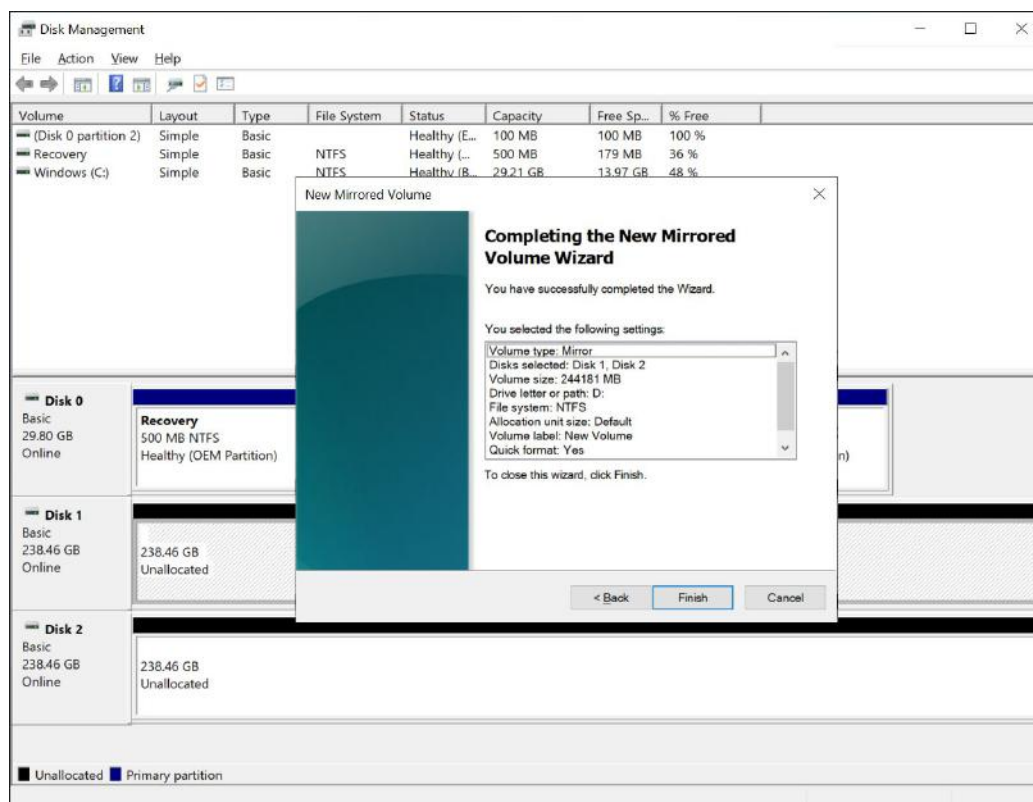 Disk Management
File Action View Help
Volume Layout Type File System Status Capacity Free Sp... % Free
(Disk 0 partition 2) Simple Basic Healthy (E... 100 MB 100 MB 100 %
Recovery Simple Basic NTFS Healthy (... 500 MB 179 MB 36 %
Windows (C:) Simple Basic NTFS Healthy (B... 29.21 GB 13.97 GB 48 %
New Mirrored Volume
Completing the New Mirrored
Volume Wizard
You have successfully completed the Wizard.
You selected the following settings:
Volume type: Mirror
Disks selected: Disk 1, Disk 2
Volume size: 244181 MB
Drive letter or path: D:
File system: NTFS
Allocation unit size: Default
Volume label: New Volume
Quick format: Yes
To close this wizard, click Finish.
< Back Finish Cancel
Disk 0
Basic
29.80 GB
Online
Recovery
500 MB NTFS
Healthy (OEM Partition)
n)
Disk 1
Basic
238.46 GB
Online
238.46 GB
Unallocated
Disk 2
Basic
238.46 GB
Online
238.46 GB
Unallocated
Unallocated Primary partition